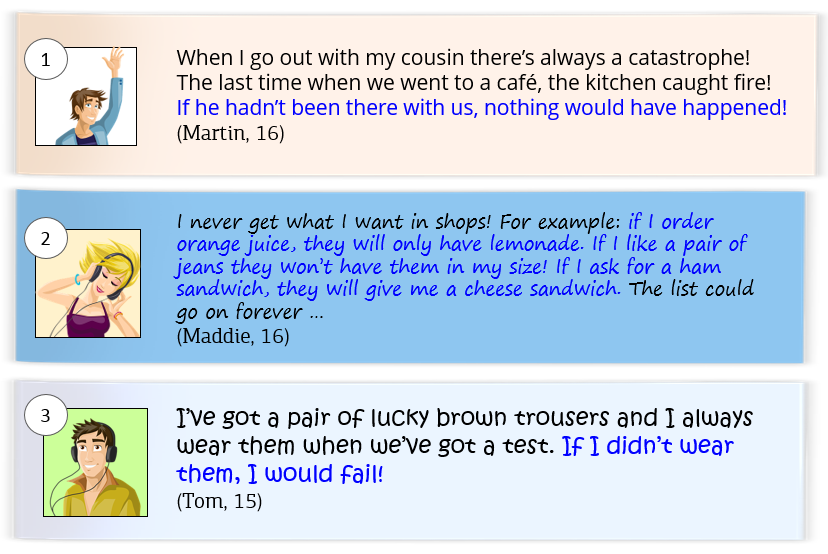 1
When I go out with my cousin there's always a catastrophe!
The last time when we went to a café, the kitchen caught fire!
If he hadn't been there with us, nothing would have happened!
(Martin, 16)
2
I never get what I want in shops! For example: if I order
orange juice, they will only have lemonade. If I like a pair of
jeans they won't have them in my size! If I ask for a ham
sandwich, they will give me a cheese sandwich. The list could
go on forever ...
(Maddie, 16)
3
I've got a pair of lucky brown trousers and I always
wear them when we've got a test. If I didn't wear
them, I would fail!
(Tom, 15)